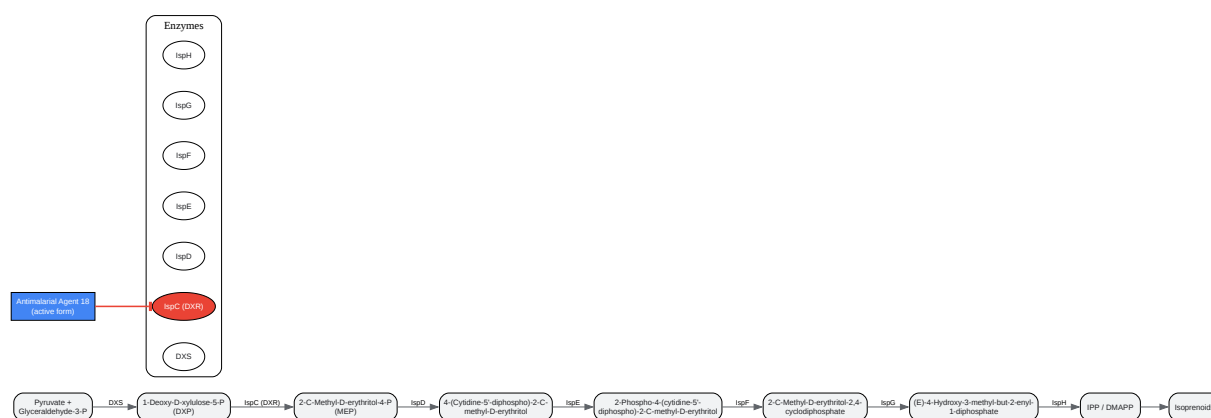 Enzymes
IspH
IspG
IspF
IspE
IspD
Antimalarial Agent 18
(active form)
IspC (DXR)
DXS
Pyruvate +
Glyceraldehyde-3-P
DXS
1-Deoxy-D-xylulose-5-P
(DXP)
IspC (DXR)
2-C-Methyl-D-erythritol-4-P
(MEP)
IspD
4-(Cytidine-5'-diphospho)-2-C-
methyl-D-erythritol
IspE
2-Phospho-4-(cytidine-5'-
diphospho)-2-C-methyl-D-erythritol
IspF
2-C-Methyl-D-erythritol-2,4-
cyclodiphosphate
IspG
(E)-4-Hydroxy-3-methyl-but-2-enyl-
1-diphosphate
IspH
IPP / DMAPP
Isoprenoid